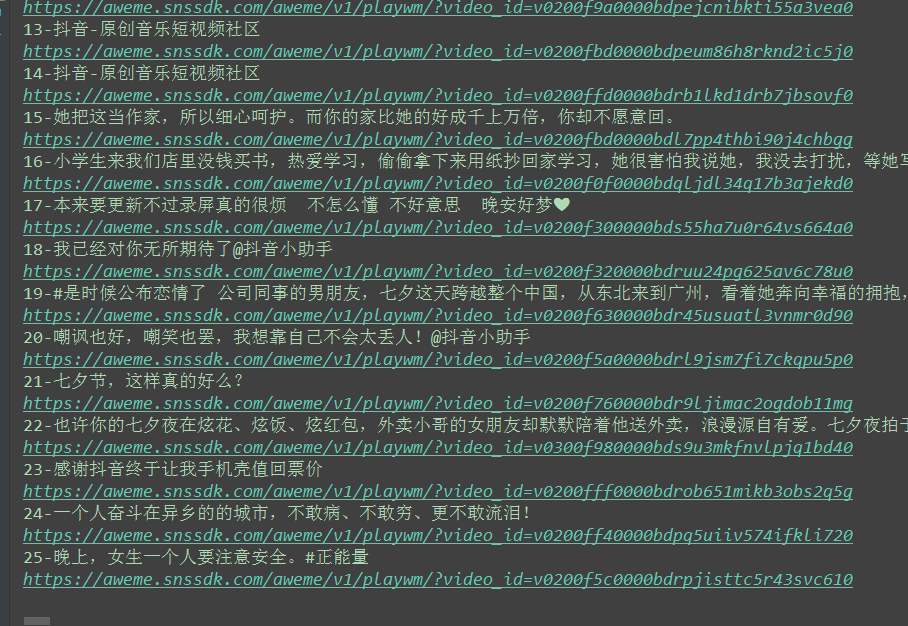 https://aweme.snssdk.com/aweme/v1/playwm/?video_id=v0200f9a0000bdpejcnibkti55a3vea0
13-抖音-原创音乐短视频社区
https://aweme.snssdk.com/aweme/v1/playwm/?video_id=v0200fbd0000bdpeum86h8rknd2ic5j0
14-抖音-原创音乐短视频社区
https://aweme.snssdk.com/aweme/v1/playwm/?video_id=v0200ffd0000bdrb1lkd1drb7jbsovf0
15-她把这当作家，所以细心呵护。而你的家比她的好成千上万倍，你却不愿意回。
https://aweme.snssdk.com/aweme/v1/playwm/?video_id=v0200fbd0000bdl7pp4thbi90j4chbgg
16-小学生来我们店里没钱买书，热爱学习，偷偷拿下来用纸抄回家学习，她很害怕我说她，我没去打扰，等她写
https://aweme.snssdk.com/aweme/v1/playwm/?video_id=v0200f0f0000bdqljdl34q17b3ajekd0
17-本来要更新不过录屏真的很烦  不怎么懂 不好意思  晚安好梦❤
https://aweme.snssdk.com/aweme/v1/playwm/?video_id=v0200f300000bds55ha7u0r64vs664a0
18-我已经对你无所期待了@抖音小助手
https://aweme.snssdk.com/aweme/v1/playwm/?video_id=v0200f320000bdruu24pg625av6c78u0
19-#是时候公布恋情了 公司同事的男朋友，七夕这天跨越整个中国，从东北来到广州，看着她奔向幸福的拥抱，
https://aweme.snssdk.com/aweme/v1/playwm/?video_id=v0200f630000bdr45usuatl3vnmr0d90
20-嘲讽也好，嘲笑也罢，我想靠自己不会太丢人！@抖音小助手
https://aweme.snssdk.com/aweme/v1/playwm/?video_id=v0200f5a0000bdrl9jsm7fi7ckqpu5p0
21-七夕节，这样真的好么？
https://aweme.snssdk.com/aweme/v1/playwm/?video_id=v0200f760000bdr9ljimac2ogdob11mg
22-也许你的七夕夜在炫花、炫饭、炫红包，外卖小哥的女朋友却默默陪着他送外卖，浪漫源自有爱。七夕夜拍于
https://aweme.snssdk.com/aweme/v1/playwm/?video_id=v0300f980000bds9u3mkfnvlpjq1bd40
23-感谢抖音终于让我手机壳值回票价
https://aweme.snssdk.com/aweme/v1/playwm/?video_id=v0200fff0000bdrob651mikb3obs2q5g
24-一个人奋斗在异乡的的城市，不敢病、不敢穷、更不敢流泪！
https://aweme.snssdk.com/aweme/v1/playwm/?video_id=v0200ff40000bdpq5uiiv574ifkli720
25-晚上，女生一个人要注意安全。#正能量
https://aweme.snssdk.com/aweme/v1/playwm/?video_id=v0200f5c0000bdrpjisttc5r43svc610